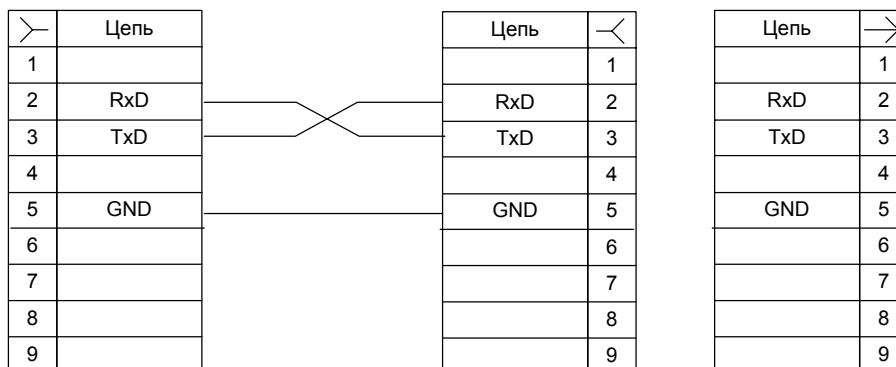 Цепь Цепь Цепь
1 1 1
2 RxD RxD 2 RxD 2
3 TxD TxD 3 TxD 3
4 4 4
5 GND GND 5 GND 5
6 6 6
7 7 7
8 8 8
9 9 9